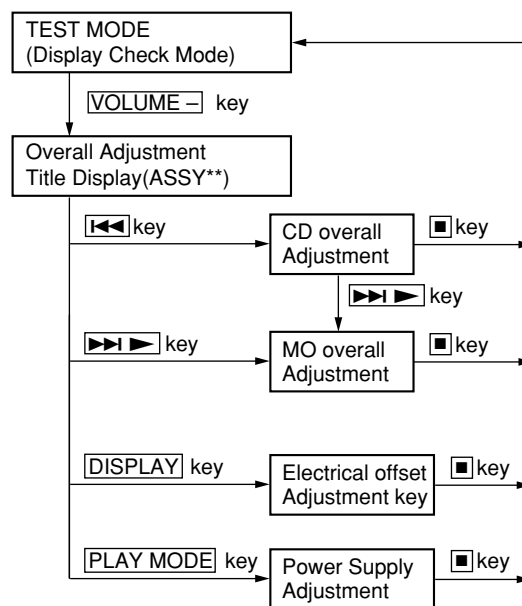 TEST MODE
(Display Check Mode)
VOLUME – key
Overall Adjustment
Title Display(ASSY**)
key
CD overall
Adjustment
key
key
key
MO overall
Adjustment
key
DISPLAY key
Electrical offset
Adjustment key
key
PLAY MODE key
Power Supply
Adjustment
key